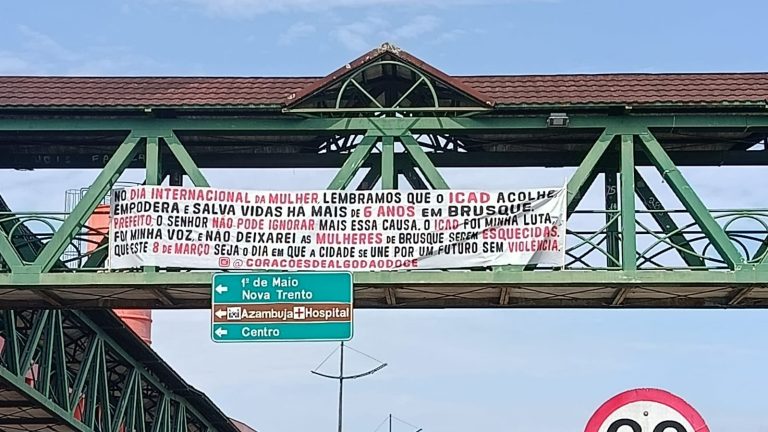 NO DIA INTERNACIONAL DA MULHER, LEMBRAMOS QUE O ICAD ACOLHE,
EMPODERA E SALVA VIDAS HÁ MAIS DE 6 ANOS EM BRUSQUE.
PREFEITO, O SENHOR NÃO PODE IGNORAR MAIS ESSA CAUSA. O ICAD FOI MINHA LUTA,
FOI MINHA VOZ, E NÃO DEIXAREI AS MULHERES DE BRUSQUE SEREM ESQUECIDAS.
QUE ESTE 8 DE MARÇO SEJA O DIA EM QUE A CIDADE SE UNE POR UM FUTURO SEM VIOLÊNCIA.
@CORACOESDEALGODAODOCE
1º de Maio
Nova Trento
Azambuja Hospital
Centro